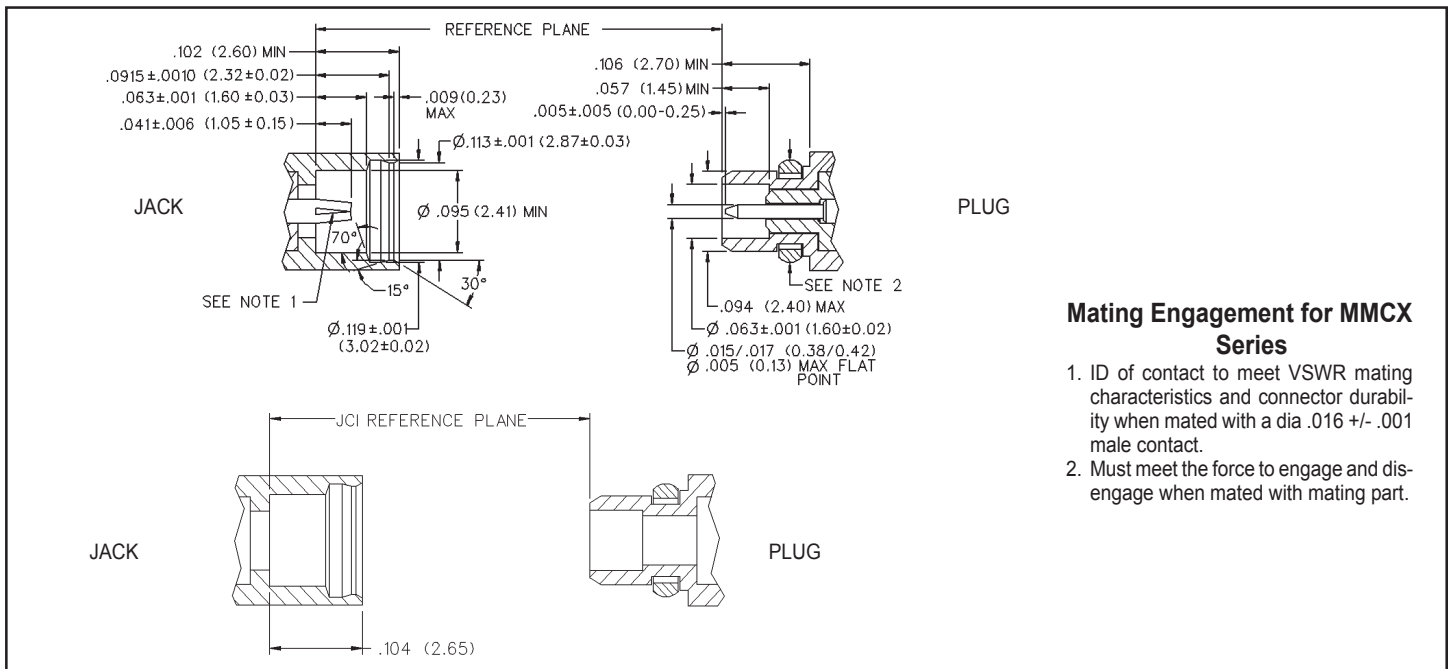 REFERENCE PLANE
.102 (2.60) MIN
.0915±.0010 (2.32±0.02)
.063±.001 (1.60±0.03)
.041±.006 (1.05±0.15)
.009(0.23)
MAX
Ø.113±.001 (2.87±0.03)
JACK
Ø .095 (2.41) MIN
70°
15°
30°
SEE NOTE 1
Ø.119±.001
(3.02±0.02)
.106 (2.70) MIN
.057 (1.45) MIN
.005±.005 (0.00-0.25)
PLUG
SEE NOTE 2
.094 (2.40) MAX
Ø .063±.001 (1.60±0.02)
Ø .015/.017 (0.38/0.42)
Ø .005 (0.13) MAX FLAT
POINT
Mating Engagement for MMCX
Series
1. ID of contact to meet VSWR mating
characteristics and connector durabil-
ity when mated with a dia .016 +/- .001
male contact.
2. Must meet the force to engage and dis-
engage when mated with mating part.
JCI REFERENCE PLANE
JACK
PLUG
.104 (2.65)